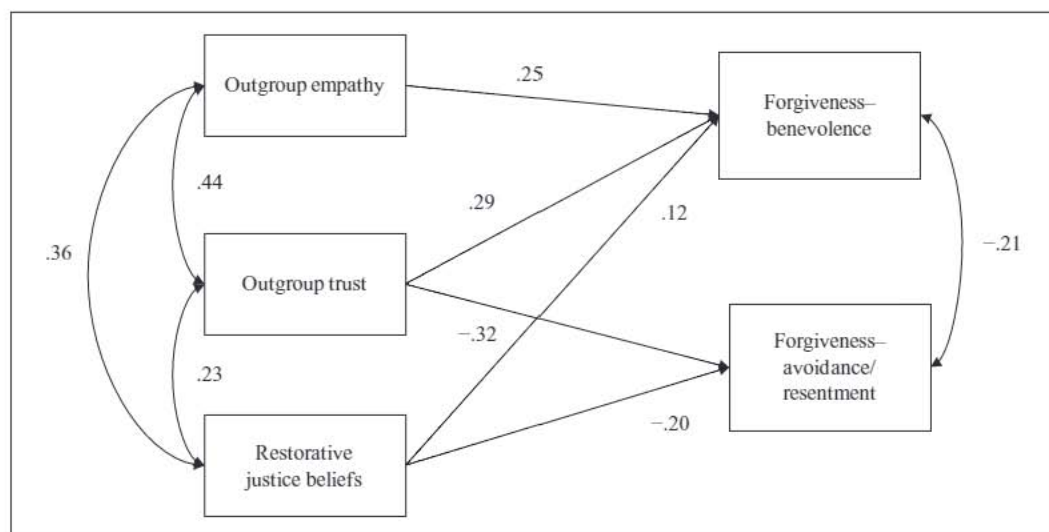 Outgroup empathy
.25
Forgiveness–
benevolence
.44
.29
.12
.36
Outgroup trust
−.21
−.32
Forgiveness–
avoidance/
resentment
.23
−.20
Restorative
justice beliefs